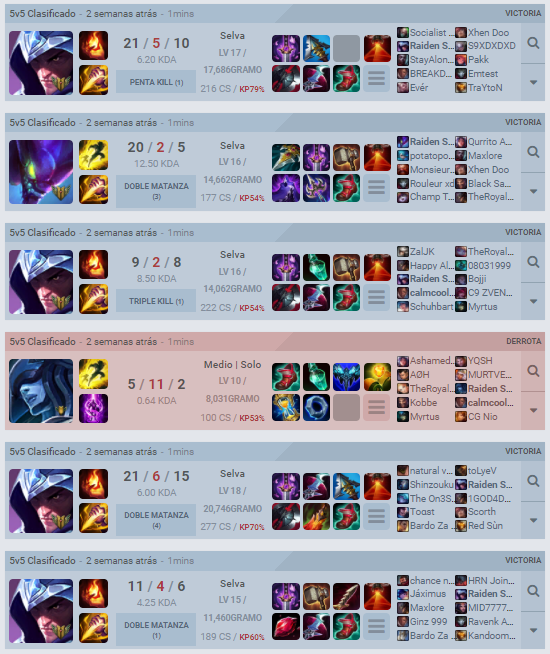 5v5 Clasificado - 2 semanas atrás - 1mins VICTORIA
21 / 5 / 10
6.20 KDA
PENTA KILL (1)
Selva
LV 17 /
17,686GRAMO
216 CS / KP79%
Socialist ... Xhen Doo
Raiden S... S9XDXDXD
StayAlon... Pakk
BREAKD... Emtest
Evér TraYtoN
5v5 Clasificado - 2 semanas atrás - 1mins VICTORIA
20 / 2 / 5
12.50 KDA
DOBLE MATANZA
(3)
Selva
LV 16 /
14,662GRAMO
177 CS / KP54%
Raiden S... Qurrito A...
potatopo... Maxlore
Monsieur... Xhen Doo
Rouleur xd Black Sa...
Champ T... TheRoyal...
5v5 Clasificado - 2 semanas atrás - 1mins VICTORIA
9 / 2 / 8
8.50 KDA
TRIPLE KILL (1)
Selva
LV 16 /
14,062GRAMO
222 CS / KP54%
ZalJK TheRoyal...
Happy Al... 08031999
Raiden S... Bojji
calmcool... C9 ZVEN...
Schuhbart Myrtus
5v5 Clasificado - 2 semanas atrás - 1mins DERROTA
5 / 11 / 2
0.64 KDA
Medio | Solo
LV 10 /
8,031GRAMO
100 CS / KP53%
Ashamed... YQSH
AØH MURTVE...
TheRoyal... Raiden S...
Kobbe calmcool...
Myrtus CG Nio
5v5 Clasificado - 2 semanas atrás - 1mins VICTORIA
21 / 6 / 15
6.00 KDA
DOBLE MATANZA
(4)
Selva
LV 18 /
20,746GRAMO
277 CS / KP70%
natural v... toLyeV
Shinzouku Raiden S...
The On3S... 1GOD4D...
Toast Scorth
Bardo Za ... Red Sùn
5v5 Clasificado - 2 semanas atrás - 1mins VICTORIA
11 / 4 / 6
4.25 KDA
DOBLE MATANZA
(1)
Selva
LV 15 /
11,460GRAMO
189 CS / KP60%
chance n... HRN Join...
Jáximus Raiden S...
Maxlore MID7777...
Ginz 999 Ravenk A...
Bardo Za ... Kandoom...